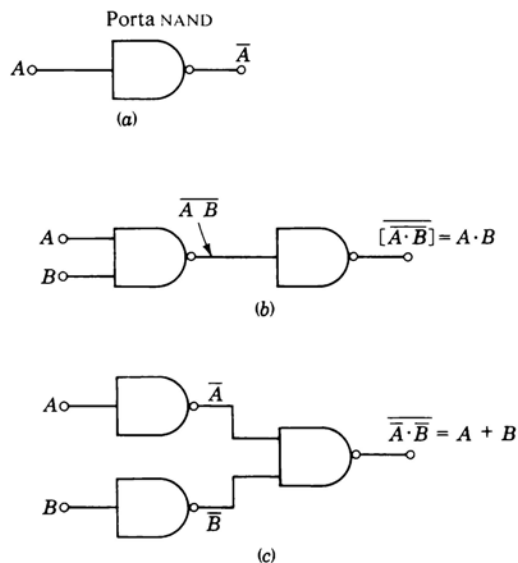 Porta NAND
A
A̅
(a)
A̅ ̅B̅
A
B
[A̅·̅B̅]̅ = A · B
(b)
A
A̅
A̅ · B̅ = A + B
B
B̅
(c)